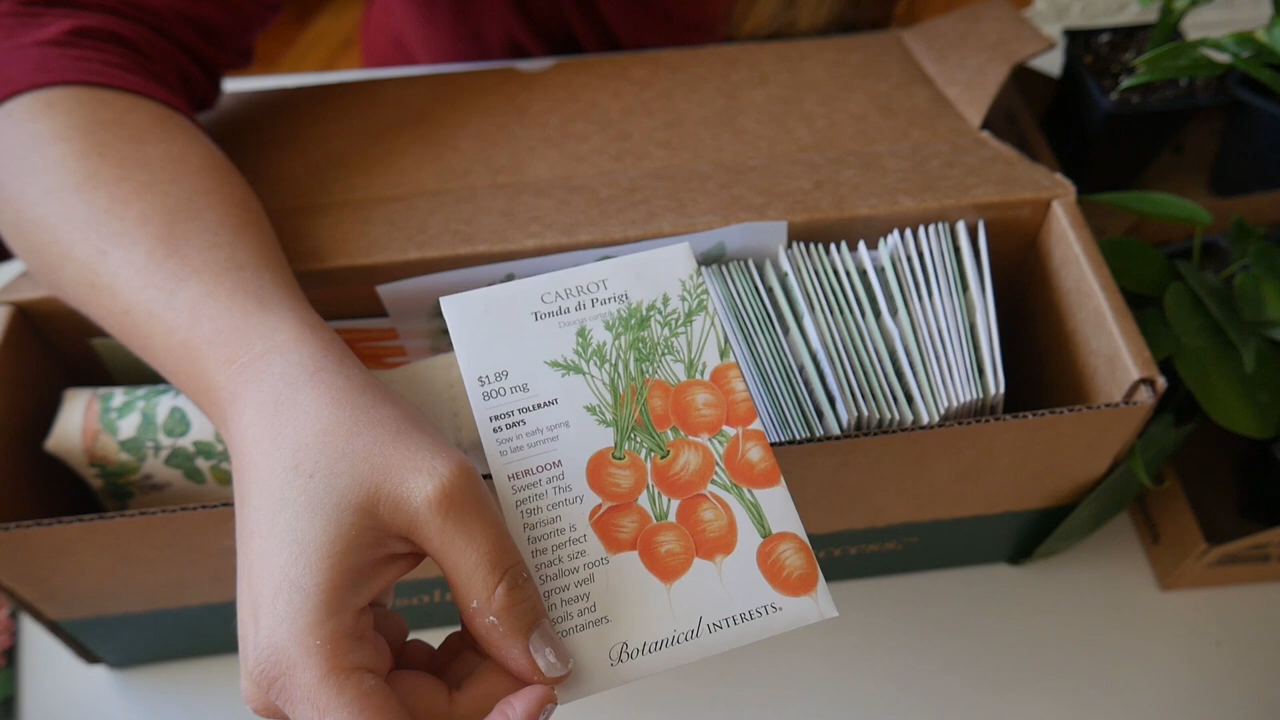 CARROT
Tonda di Parigi
Daucus carota
$1.89
800 mg
FROST TOLERANT
65 DAYS
Sow in early spring
to late summer
HEIRLOOM
Sweet and
petite! This
19th century
Parisian
favorite is
the perfect
snack size.
Shallow roots
grow well
in heavy
soils and
containers.
Botanical INTERESTS®